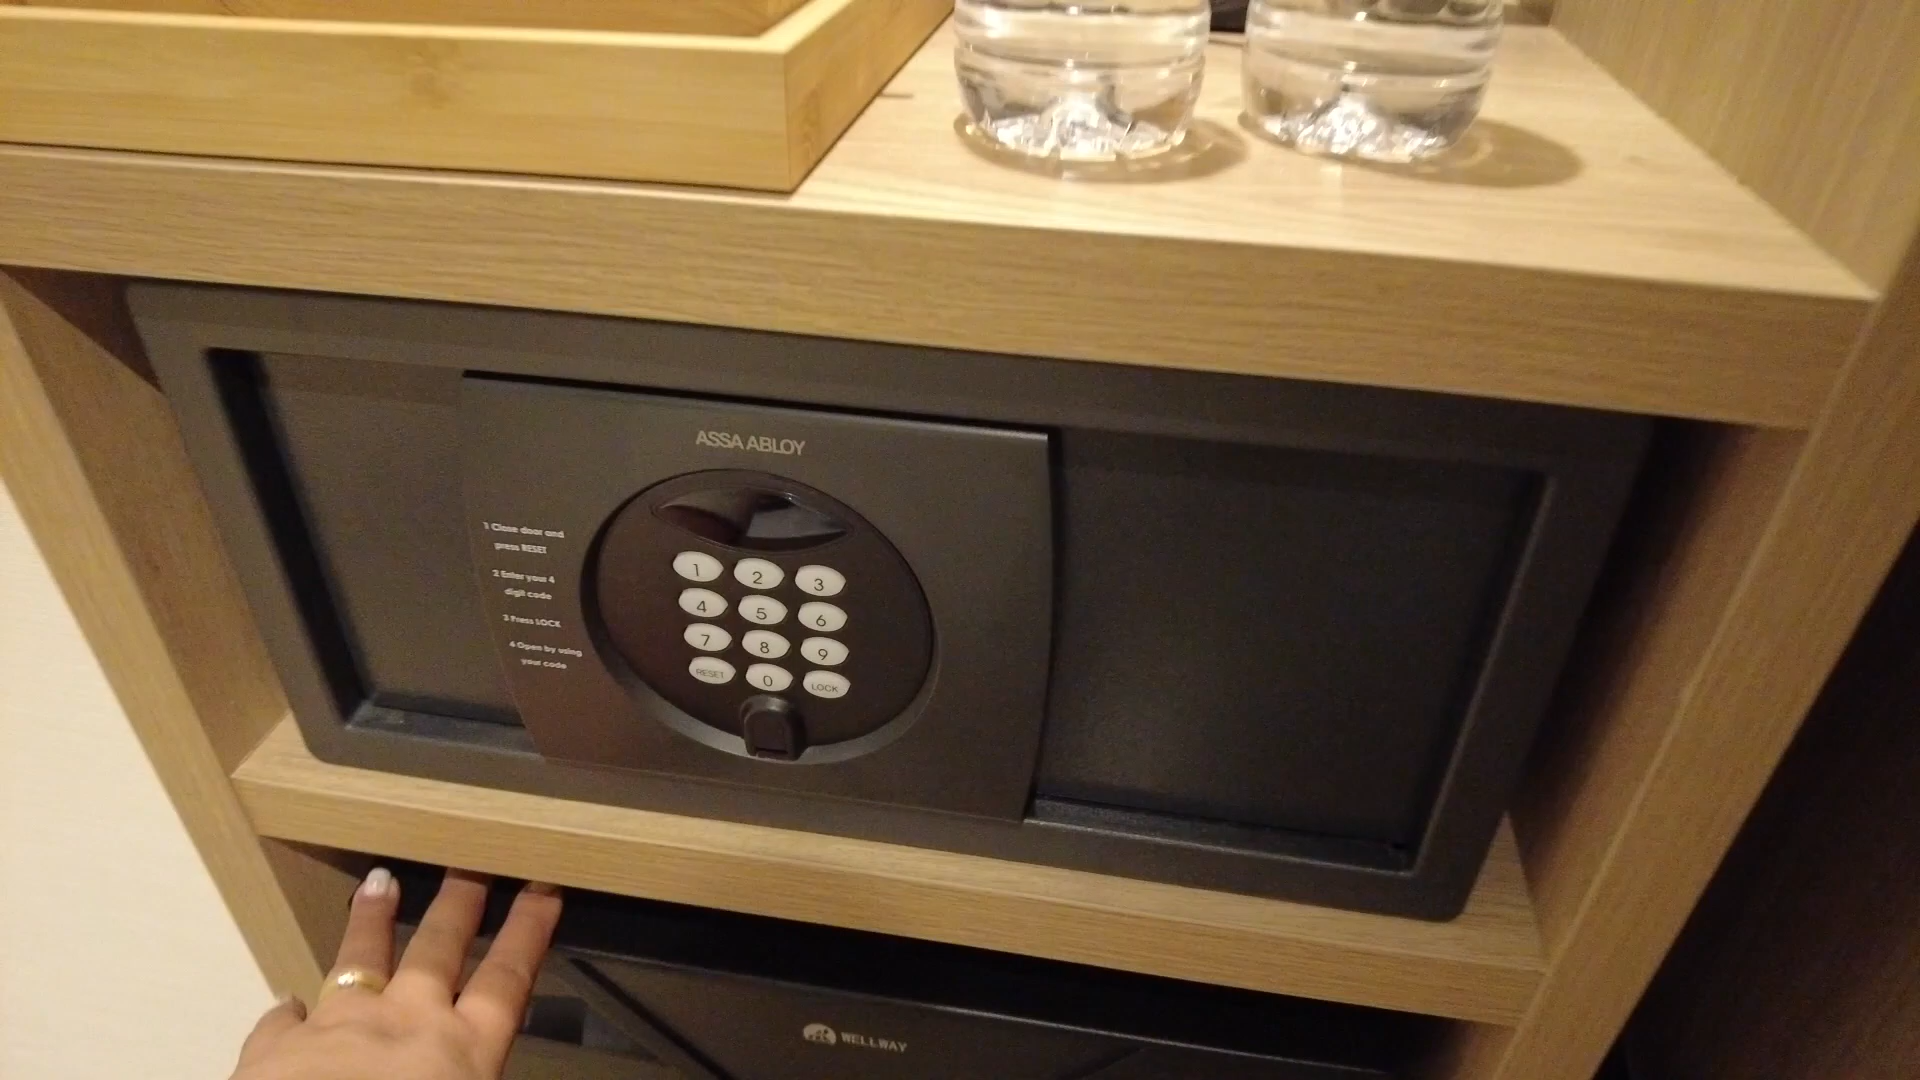 ASSA ABLOY
1 Close door and
press RESET
2 Enter your 4
digit code
3 Press LOCK
4 Open by using
your code
1 2 3
4 5 6
7 8 9
RESET 0 LOCK
WELLWAY